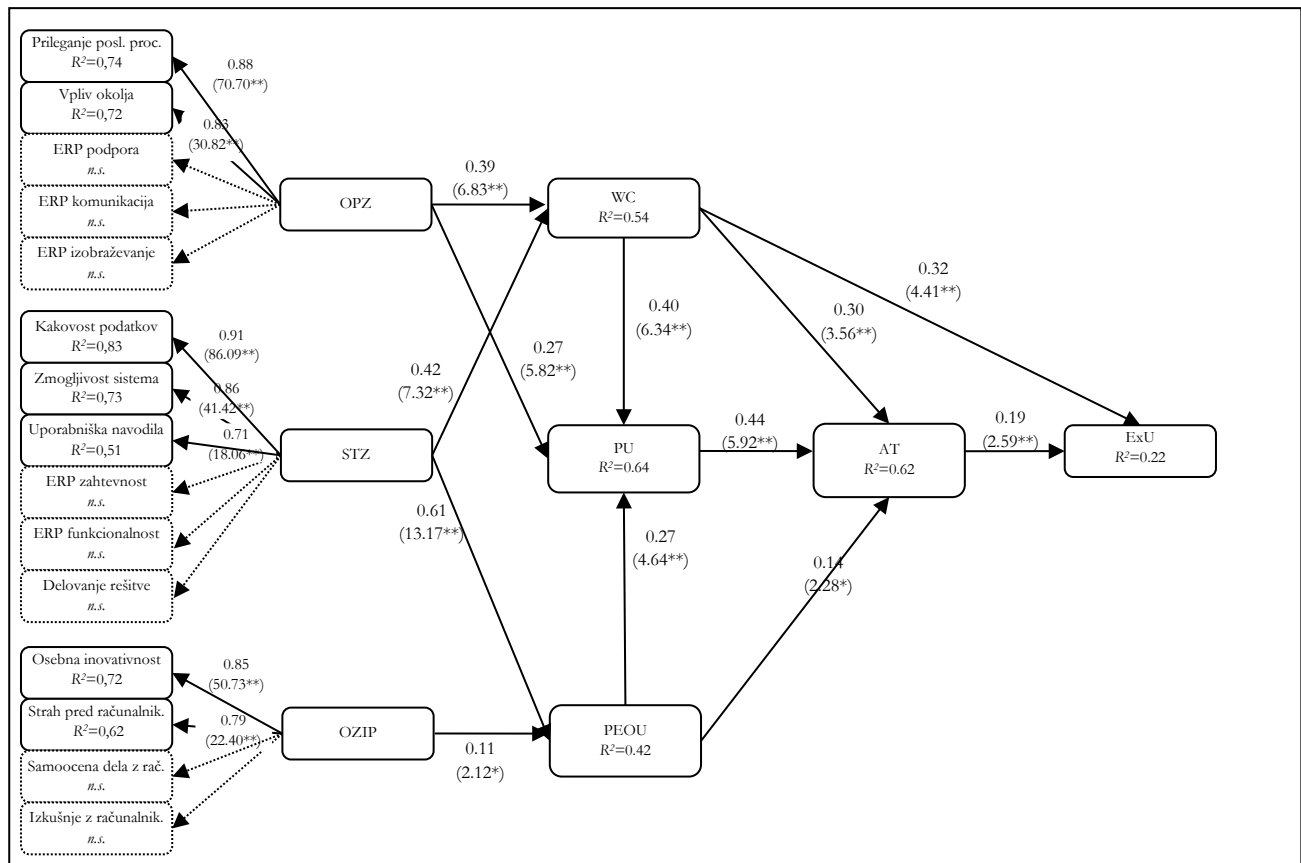 Prileganje posl. proc.
R²=0,74
Vpliv okolja
R²=0,72
ERP podpora
n.s.
ERP komunikacija
n.s.
ERP izobraževanje
n.s.
0.88
(70.70**)
0.83
(30.82**)
OPZ
0.39
(6.83**)
WC
R²=0.54
0.32
(4.41**)
0.30
(3.56**)
0.40
(6.34**)
0.27
(5.82**)
0.42
(7.32**)
Kakovost podatkov
R²=0,83
Zmogljivost sistema
R²=0,73
Uporabniška navodila
R²=0,51
ERP zahtevnost
n.s.
ERP funkcionalnost
n.s.
Delovanje rešitve
n.s.
0.91
(86.09**)
0.86
(41.42**)
0.71
(18.06**)
STZ
PU
R²=0.64
0.44
(5.92**)
AT
R²=0.62
0.19
(2.59**)
ExU
R²=0.22
0.61
(13.17**)
0.27
(4.64**)
0.14
(2.28*)
Osebna inovativnost
R²=0,72
Strah pred računalnik.
R²=0,62
Samoocena dela z rač.
n.s.
Izkušnje z računalnik.
n.s.
0.85
(50.73**)
0.79
(22.40**)
OZIP
0.11
(2.12*)
PEOU
R²=0.42